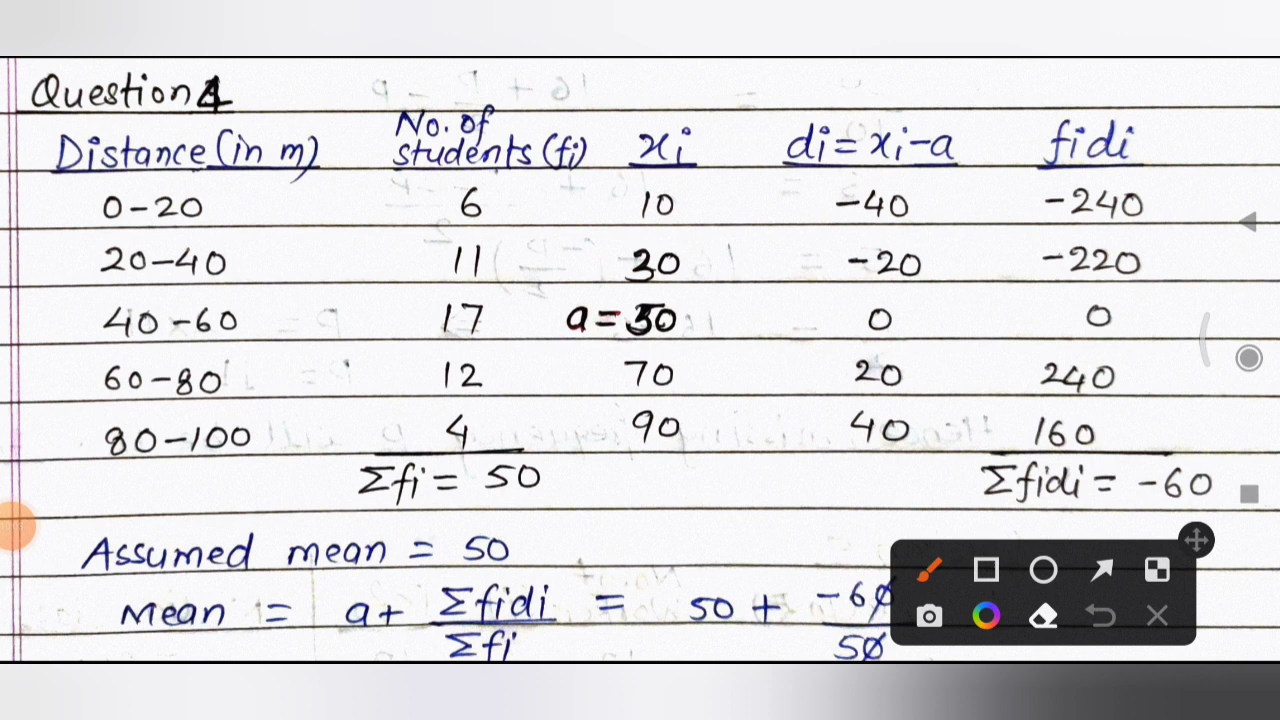 Question 4
Distance (in m) No. of students (fi) xi di = xi - a fidi
0-20 6 10 -40 -240
20-40 11 30 -20 -220
40-60 17 a = 50 0 0
60-80 12 70 20 240
80-100 4 90 40 160
Σfi = 50 Σfidi = -60
Assumed mean = 50
Mean = a + Σfidi / Σfi = 50 + -60 / 50